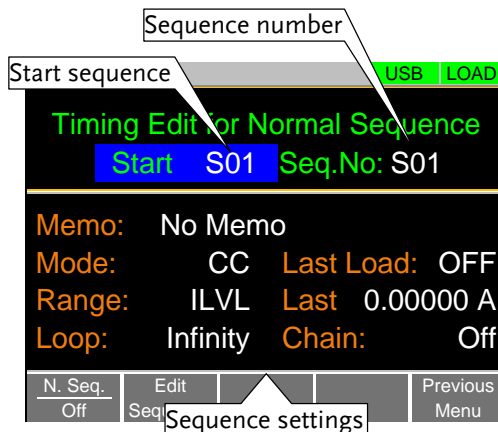 Sequence number
Start sequence
USB LOAD
Timing Edit for Normal Sequence
Start S01 Seq.No: S01
Memo: No Memo
Mode: CC Last Load: OFF
Range: ILVL Last 0.00000 A
Loop: Infinity Chain: Off
N. Seq. Edit Previous
Off Menu
Sequence settings